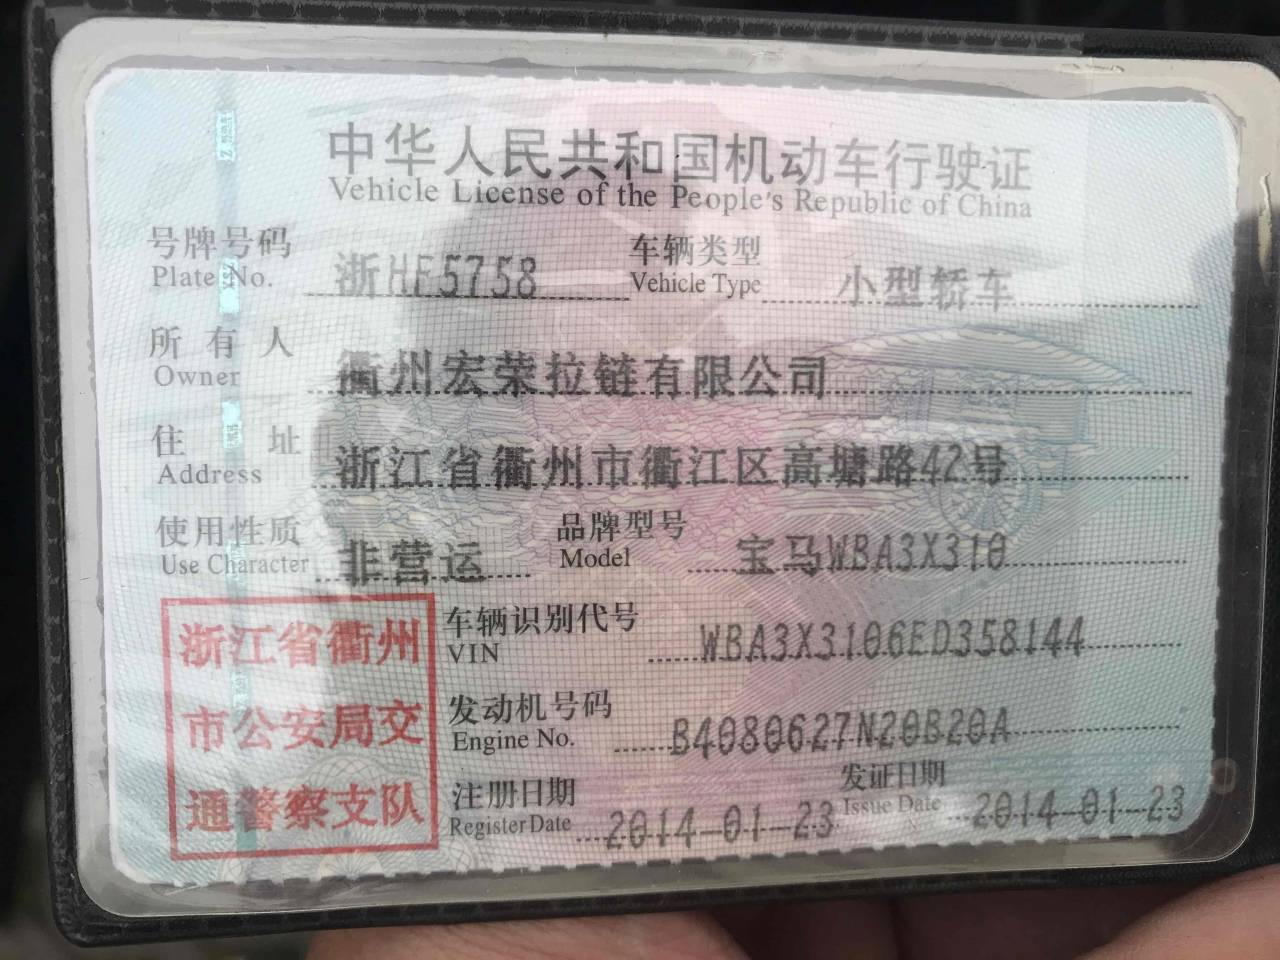 中华人民共和国机动车行驶证
Vehicle License of the People's Republic of China
号牌号码 浙HF5758 车辆类型 小型轿车
Plate No. Vehicle Type
所有人 衢州宏荣拉链有限公司
Owner
住址 浙江省衢州市衢江区高塘路42号
Address
使用性质 非营运 品牌型号 宝马WBA3X310
Use Character Model
浙江省衢州
市公安局交
通警察支队
车辆识别代号 WBA3X3106ED358144
VIN
发动机号码 B4080627N20B20A
Engine No.
注册日期 2014-01-23 发证日期 2014-01-23
Register Date Issue Date